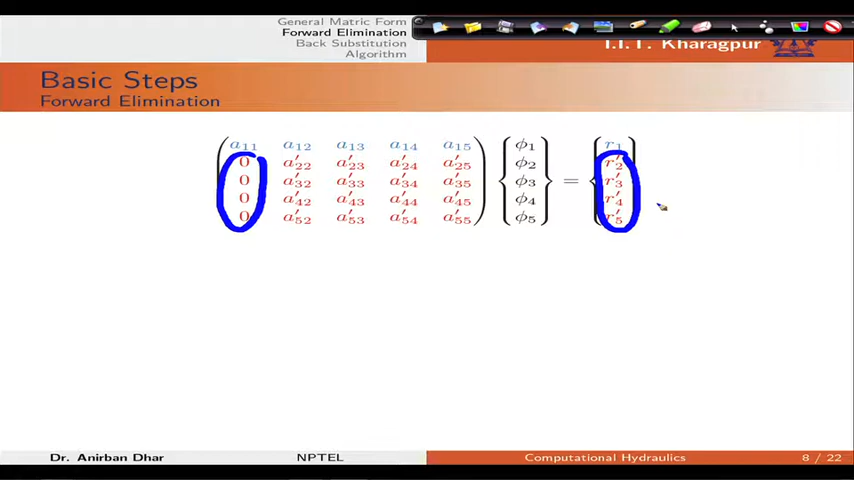 General Matric Form
Forward Elimination
Back Substitution
Algorithm
I.I.T. Kharagpur
Basic Steps
Forward Elimination
a11 a12 a13 a14 a15 ϕ1 r1
0 a′22 a′23 a′24 a′25 ϕ2 r′2
0 a′32 a′33 a′34 a′35 ϕ3 = r′3
0 a′42 a′43 a′44 a′45 ϕ4 r′4
0 a′52 a′53 a′54 a′55 ϕ5 r′5
Dr. Anirban Dhar NPTEL Computational Hydraulics 8 / 22